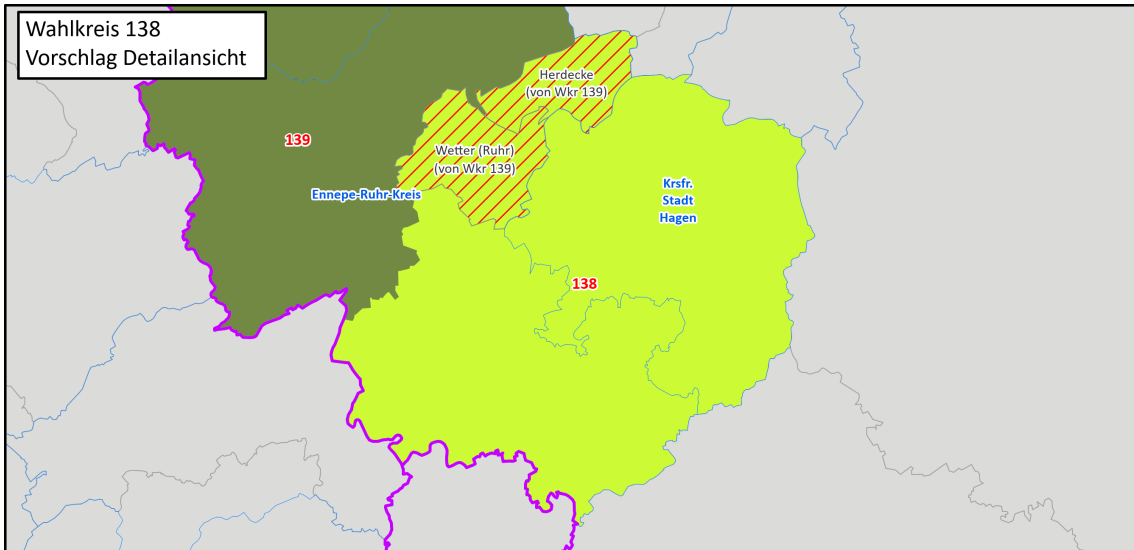 Wahlkreis 138
Vorschlag Detailansicht
Herdecke
(von Wkr 139)
139
Wetter (Ruhr)
(von Wkr 139)
Ennepe-Ruhr-Kreis
Krsfr.
Stadt
Hagen
138